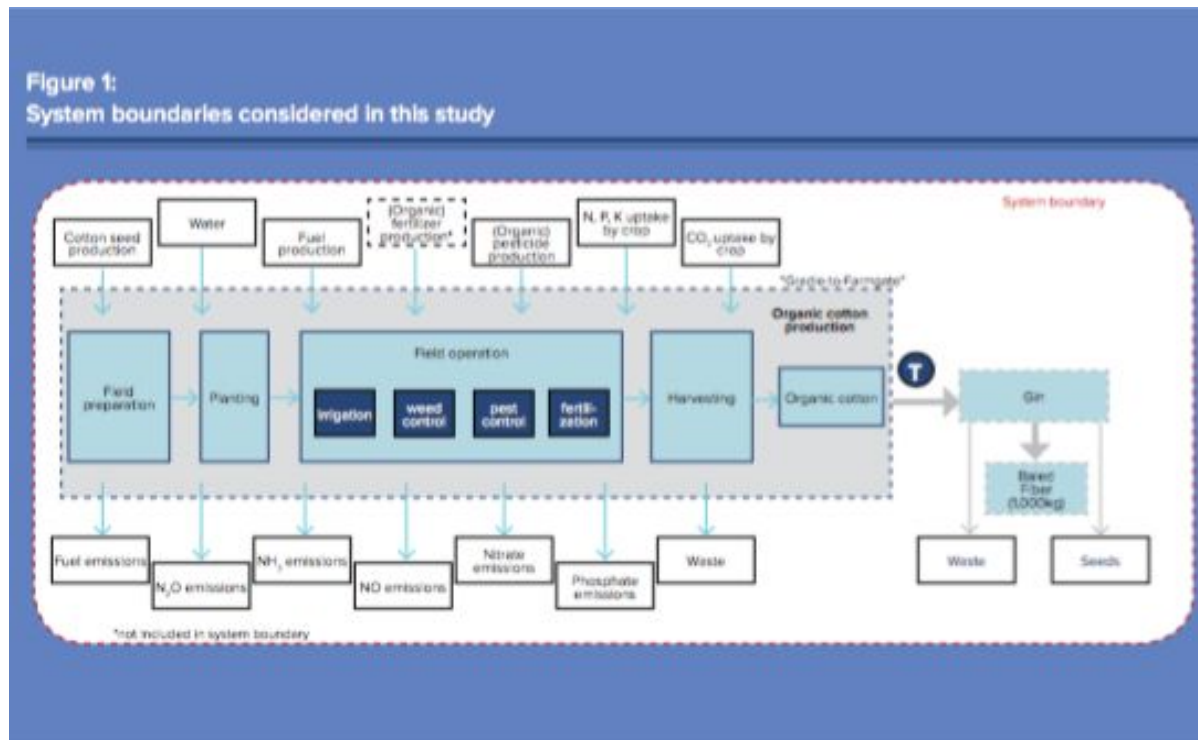 Figure 1:
System boundaries considered in this study
System boundary
Cotton seed
production
Water
Fuel
production
(Organic)
fertilizer
production*
(Organic)
pesticide
production
N, P, K uptake
by crop
CO₂ uptake by
crop
"Cradle-to-Farmgate"
Organic cotton
production
Field
preparation
Planting
Field operation
irrigation
weed
control
pest
control
fertili-
zation
Harvesting
Organic cotton
T
Gin
Baled
Fiber
(1,000kg)
Fuel emissions
N₂O emissions
NH₃ emissions
NO emissions
Nitrate
emissions
Phosphate
emissions
Waste
Waste
Seeds
*not included in system boundary